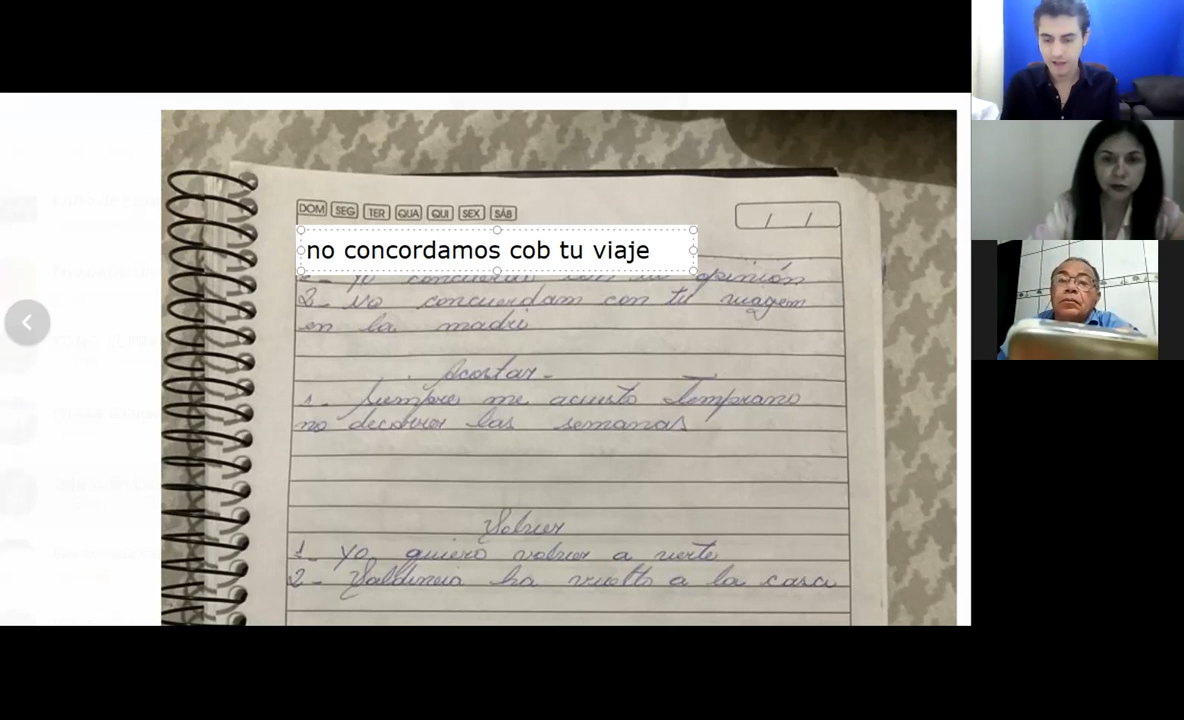 DOM SEG TER QUA QUI SEX SÁB
/ /
no concordamos cob tu viaje
opinión
2- No concuerdam con tu viagem
en la madri
Acostar-
1- Siempre me acuesto Temprano
no decorrer las semanas
Volver
1- yo quiero volver a verte
2- ha vuelto a la casa